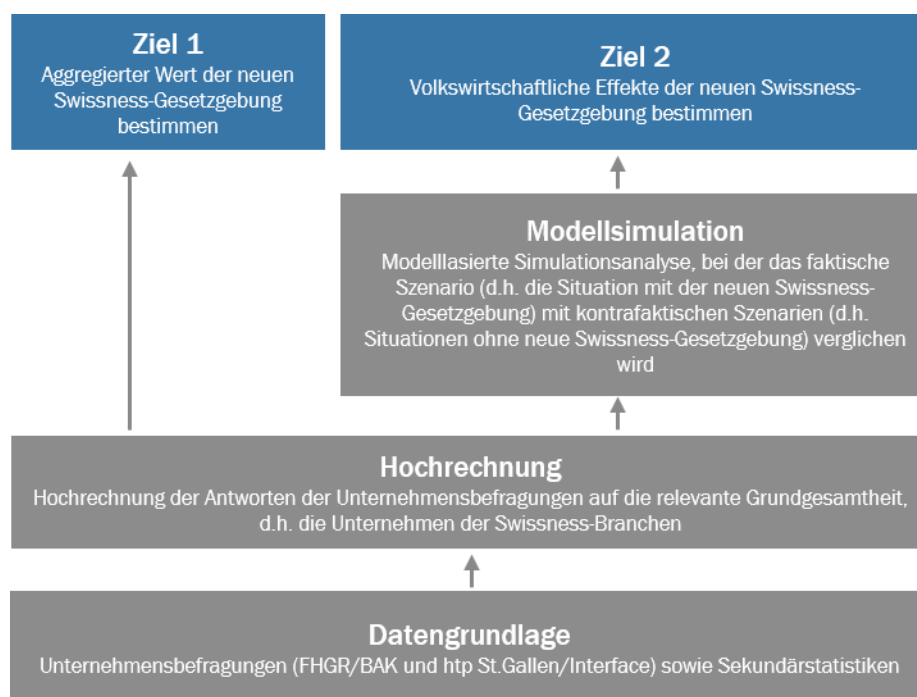 Ziel 1
Aggregierter Wert der neuen
Swissness-Gesetzgebung
bestimmen
Ziel 2
Volkswirtschaftliche Effekte der neuen Swissness-
Gesetzgebung bestimmen
Modellsimulation
Modelllasierte Simulationsanalyse, bei der das faktische
Szenario (d.h. die Situation mit der neuen Swissness-
Gesetzgebung) mit kontrafaktischen Szenarien (d.h.
Situationen ohne neue Swissness-Gesetzgebung) verglichen
wird
Hochrechnung
Hochrechnung der Antworten der Unternehmensbefragungen auf die relevante Grundgesamtheit,
d.h. die Unternehmen der Swissness-Branchen
Datengrundlage
Unternehmensbefragungen (FHGR/BAK und htp St.Gallen/Interface) sowie Sekundärstatistiken